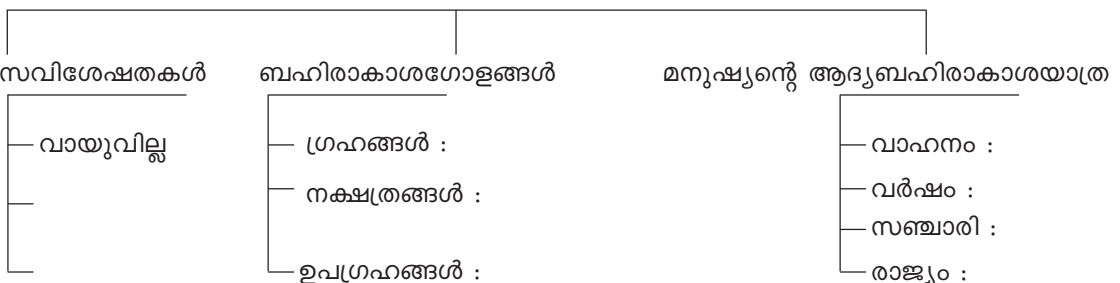 സവിശേഷതകൾ ബഹിരാകാശഗോളങ്ങൾ മനുഷ്യന്റെ ആദ്യബഹിരാകാശയാത്ര
വായുവില്ല ഗ്രഹങ്ങൾ : വാഹനം :
നക്ഷത്രങ്ങൾ : വർഷം :
സഞ്ചാരി :
ഉപഗ്രഹങ്ങൾ : രാജ്യം :